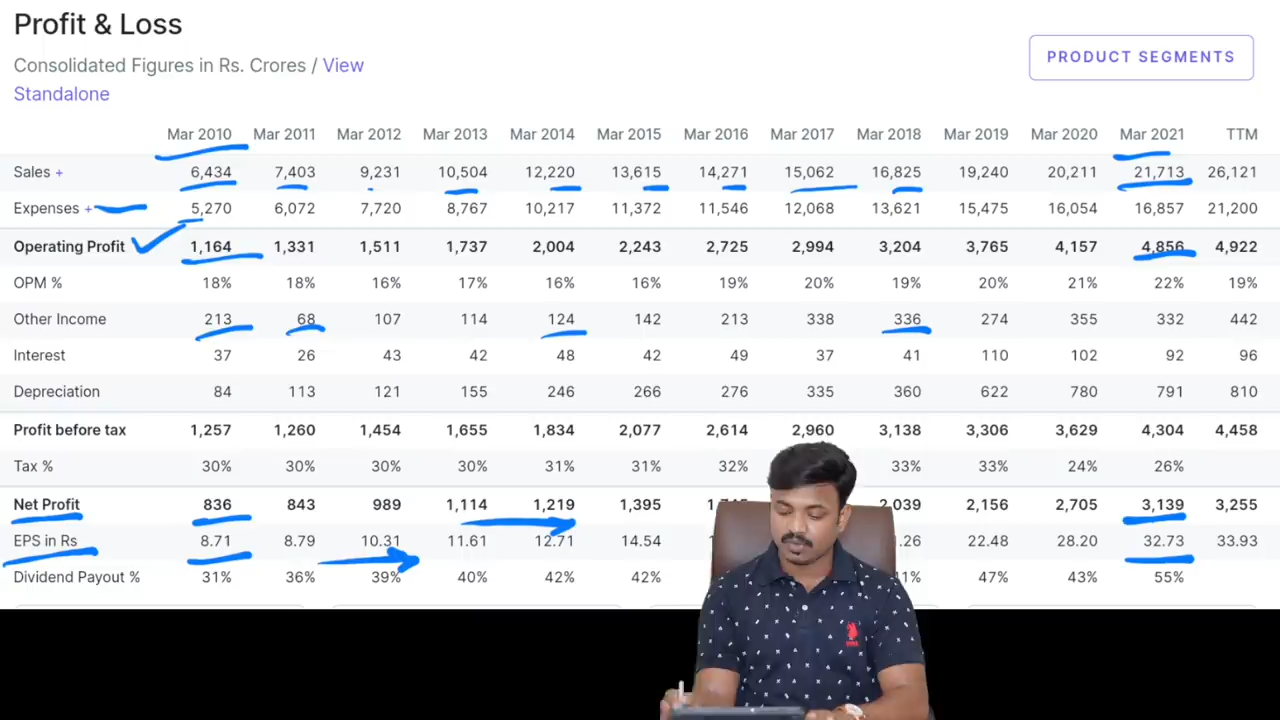 Profit & Loss
Consolidated Figures in Rs. Crores / View
Standalone
PRODUCT SEGMENTS
Mar 2010 Mar 2011 Mar 2012 Mar 2013 Mar 2014 Mar 2015 Mar 2016 Mar 2017 Mar 2018 Mar 2019 Mar 2020 Mar 2021 TTM
Sales + 6,434 7,403 9,231 10,504 12,220 13,615 14,271 15,062 16,825 19,240 20,211 21,713 26,121
Expenses + 5,270 6,072 7,720 8,767 10,217 11,372 11,546 12,068 13,621 15,475 16,054 16,857 21,200
Operating Profit 1,164 1,331 1,511 1,737 2,004 2,243 2,725 2,994 3,204 3,765 4,157 4,856 4,922
OPM % 18% 18% 16% 17% 16% 16% 19% 20% 19% 20% 21% 22% 19%
Other Income 213 68 107 114 124 142 213 338 336 274 355 332 442
Interest 37 26 43 42 48 42 49 37 41 110 102 92 96
Depreciation 84 113 121 155 246 266 276 335 360 622 780 791 810
Profit before tax 1,257 1,260 1,454 1,655 1,834 2,077 2,614 2,960 3,138 3,306 3,629 4,304 4,458
Tax % 30% 30% 30% 30% 31% 31% 32% 33% 33% 24% 26%
Net Profit 836 843 989 1,114 1,219 1,395 2,039 2,156 2,705 3,139 3,255
EPS in Rs 8.71 8.79 10.31 11.61 12.71 14.54 .26 22.48 28.20 32.73 33.93
Dividend Payout % 31% 36% 39% 40% 42% 42% 1% 47% 43% 55%